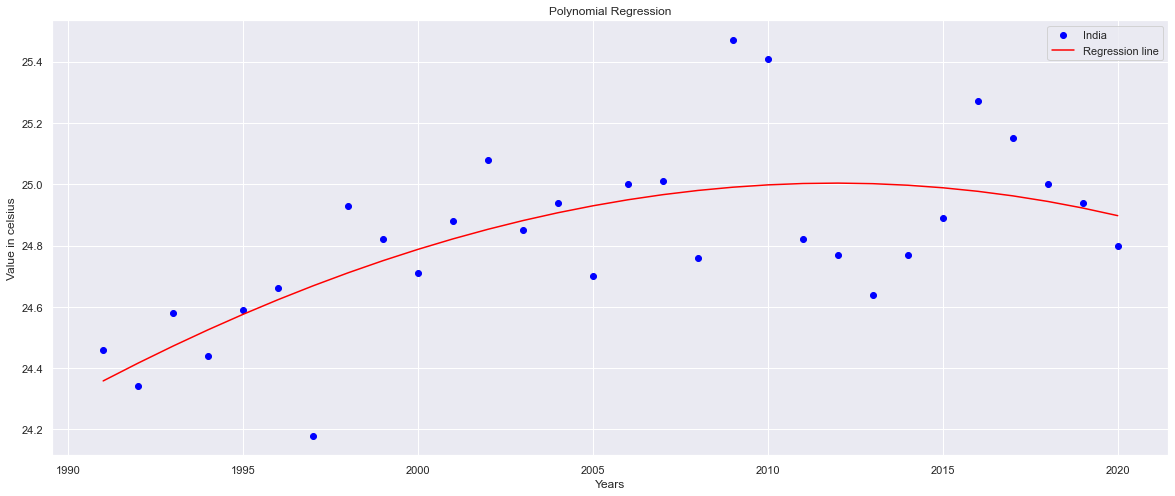 Polynomial Regression
India
Regression line
Value in celsius
25.4
25.2
25.0
24.8
24.6
24.4
24.2
1990
1995
2000
2005
2010
2015
2020
Years